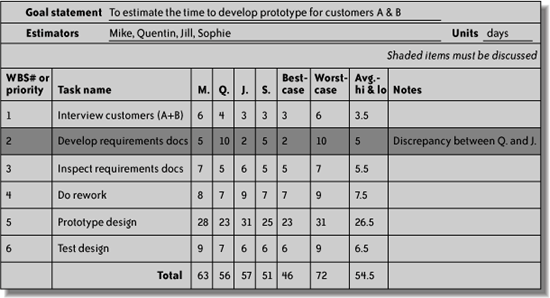 Goal statement To estimate the time to develop prototype for customers A & B
Estimators Mike, Quentin, Jill, Sophie Units days
Shaded items must be discussed
WBS# or Best- Worst- Avg.-
priority Task name M. Q. J. S. case case hi & lo Notes
1 Interview customers (A+B) 6 4 3 3 3 6 3.5
2 Develop requirements docs 5 10 2 5 2 10 5 Discrepancy between Q. and J.
3 Inspect requirements docs 7 5 6 5 5 7 5.5
4 Do rework 8 7 9 7 7 9 7.5
5 Prototype design 28 23 31 25 23 31 26.5
6 Test design 9 7 6 6 6 9 6.5
Total 63 56 57 51 46 72 54.5